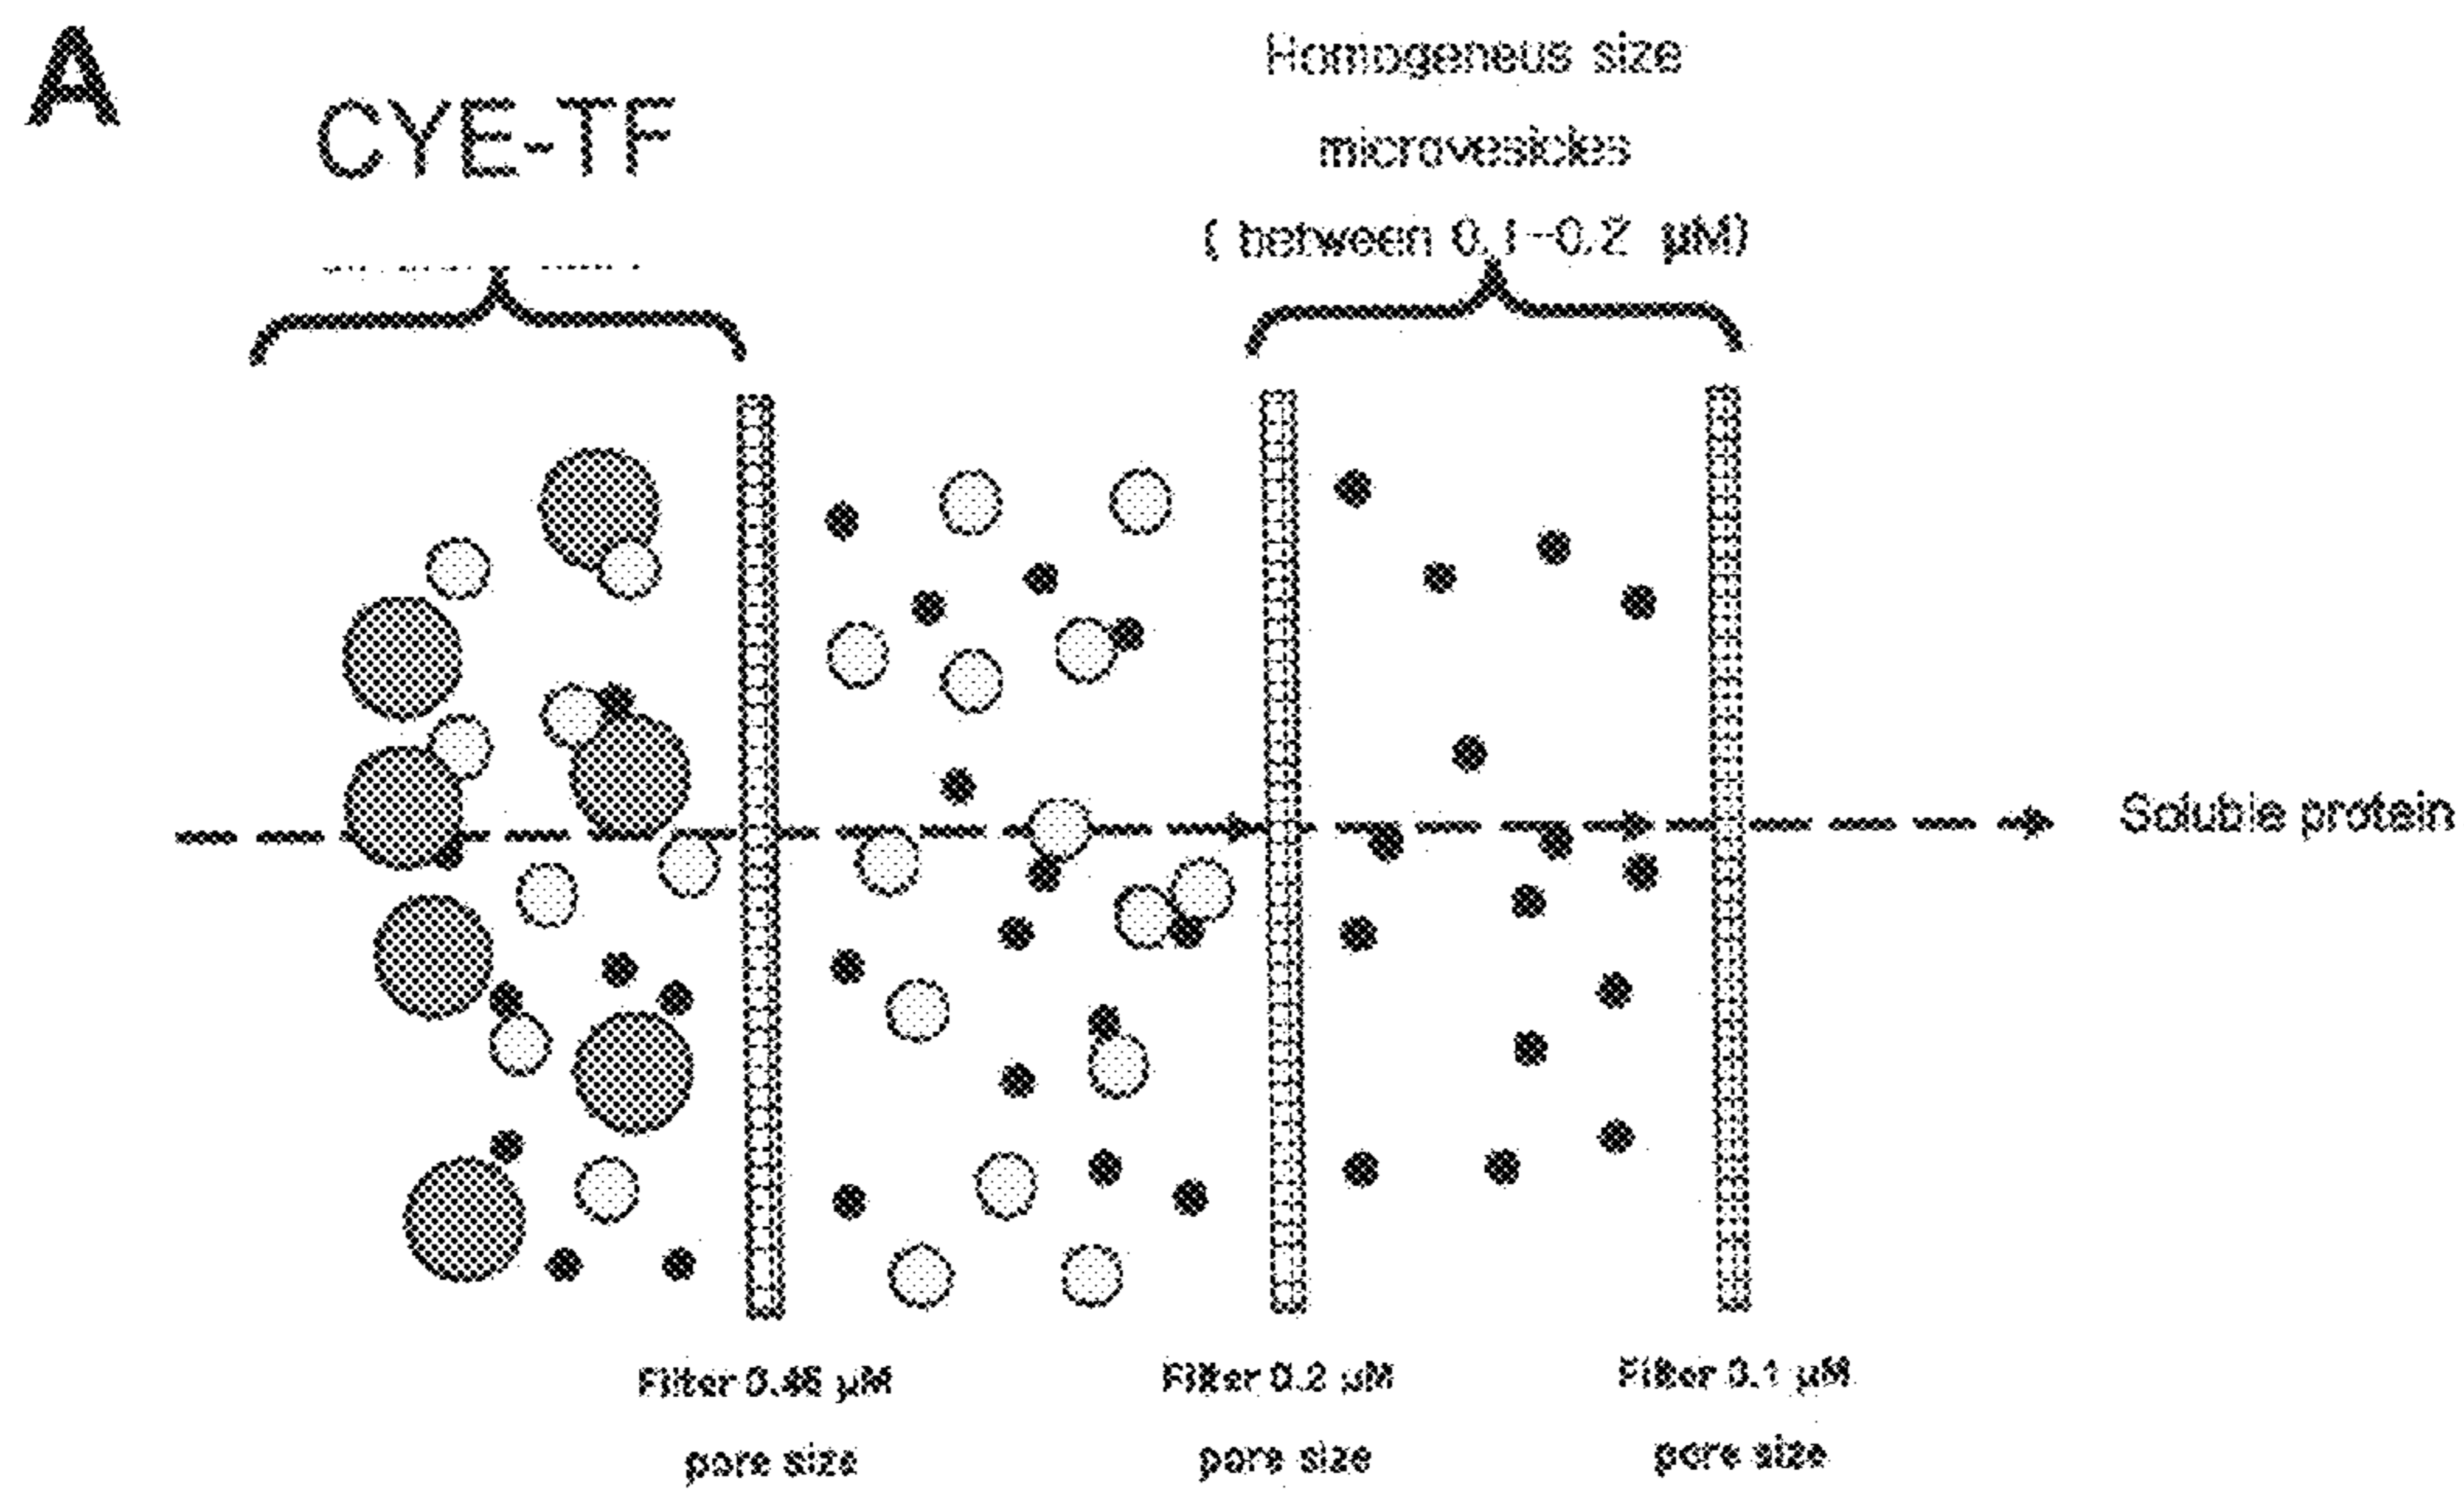 A
CYE-TF
Homogeneus size
microvesicles
( between 0.1-0.2 µM)
Soluble protein
Filter 0.45 µM
pore size
Filter 0.2 µM
pore size
Filter 0.1 µM
pore size